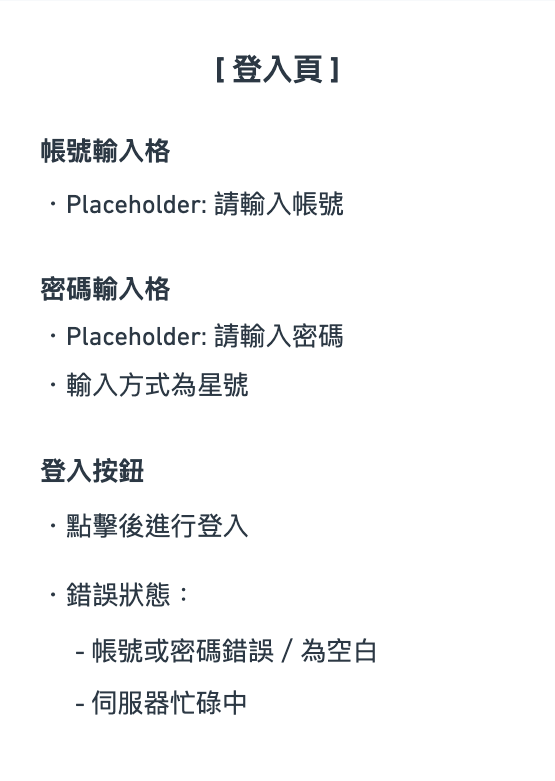 [ 登入頁 ]
帳號輸入格
· Placeholder: 請輸入帳號
密碼輸入格
· Placeholder: 請輸入密碼
· 輸入方式為星號
登入按鈕
· 點擊後進行登入
· 錯誤狀態：
- 帳號或密碼錯誤 / 為空白
- 伺服器忙碌中